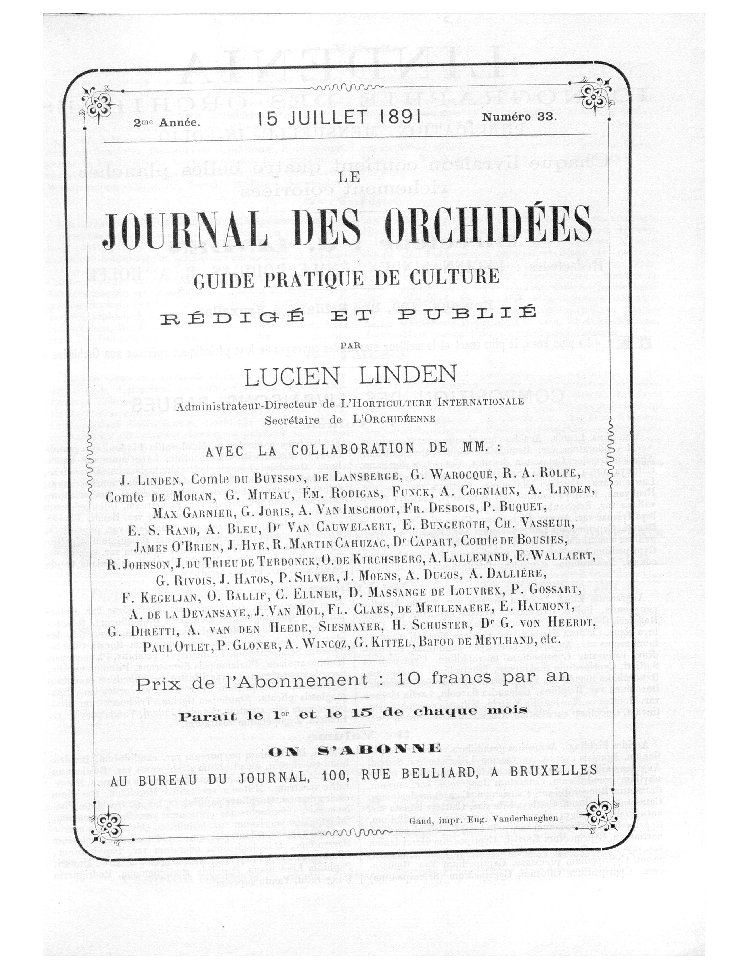 2me Année.
15 JUILLET 1891
Numéro 33.
LE
JOURNAL DES ORCHIDÉES
GUIDE PRATIQUE DE CULTURE
RÉDIGÉ ET PUBLIÉ
PAR
LUCIEN LINDEN
Administrateur-Directeur de L'HORTICULTURE INTERNATIONALE
Secrétaire de L'ORCHIDÉENNE
AVEC LA COLLABORATION DE MM. :
J. LINDEN, Comte DU BUYSSON, DE LANSBERGE, G. WAROCQUÉ, R. A. ROLFE,
Comte DE MORAN, G. MITEAU, ÉM. RODIGAS, FUNCK, A. COGNIAUX, A. LINDEN,
MAX GARNIER, G. JORIS, A. VAN IMSCHOOT, FR. DESBOIS, P. BUQUET,
E. S. RAND, A. BLEU, Dr VAN CAUWELAERT, E. BUNGEROTH, CH. VASSEUR,
JAMES O'BRIEN, J. HYE, R. MARTIN CAHUZAC, Dr CAPART, Comte DE BOUSIES,
R. JOHNSON, J. DU TRIEU DE TERDONCK, O. DE KIRCHSBERG, A. LALLEMAND, E. WALLAERT,
G. RIVOIS, J. HATOS, P. SILVER, J. MOENS, A. DUCOS, A. DALLIÈRE,
F. KEGELJAN, O. BALLIF, C. ELLNER, D. MASSANGE DE LOUVREX, P. GOSSART,
A. DE LA DEVANSAYE, J. VAN MOL, FL. CLAES, DE MEULENAERE, E. HAUMONT,
G. DIRETTI, A. VAN DEN HEEDE, SIESMAYER, H. SCHUSTER, Dr G. VON HEERDT,
PAUL OTLET, P. GLONER, A. WINCQZ, G. KITTEL, Baron DE MEYLHAND, etc.
Prix de l'Abonnement : 10 francs par an
Parait le 1er et le 15 de chaque mois
ON S'ABONNE
AU BUREAU DU JOURNAL, 100, RUE BELLIARD, A BRUXELLES
Gand, impr. Eug. Vanderhaeghen